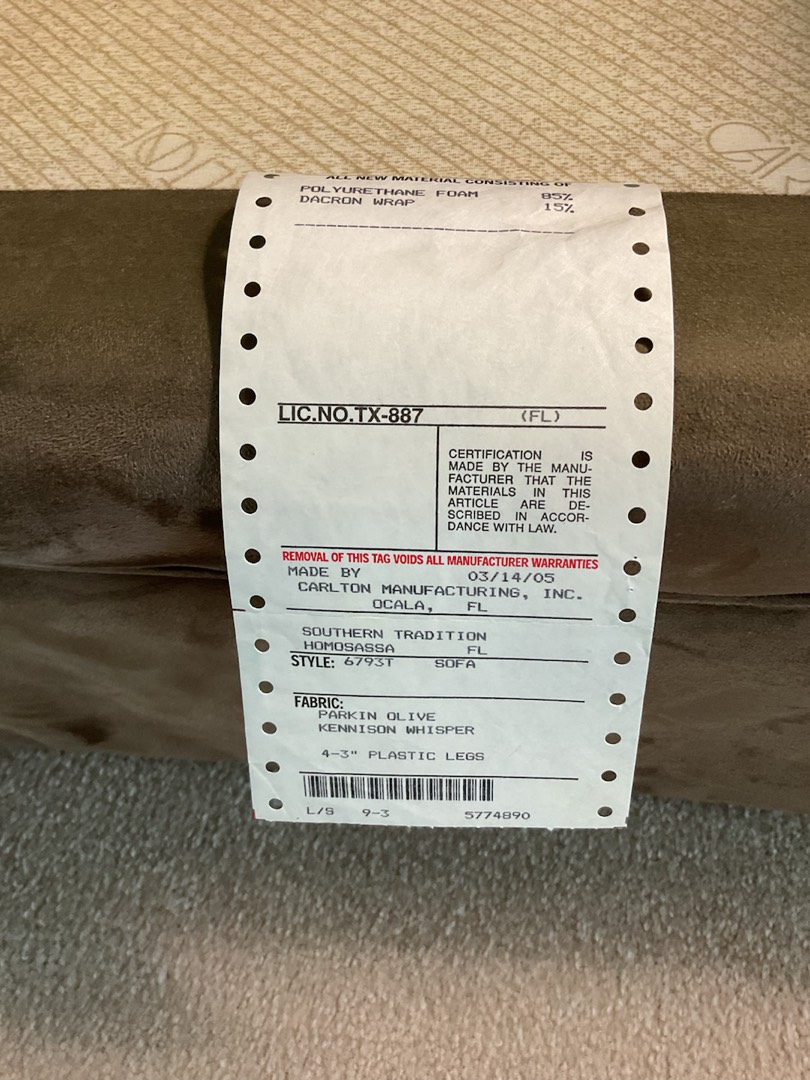 ALL NEW MATERIAL CONSISTING OF
POLYURETHANE FOAM 85%
DACRON WRAP 15%
LIC.NO.TX-887 (FL)
CERTIFICATION IS
MADE BY THE MANU-
FACTURER THAT THE
MATERIALS IN THIS
ARTICLE ARE DE-
SCRIBED IN ACCOR-
DANCE WITH LAW.
REMOVAL OF THIS TAG VOIDS ALL MANUFACTURER WARRANTIES
MADE BY 03/14/05
CARLTON MANUFACTURING, INC.
OCALA, FL
SOUTHERN TRADITION
HOMOSASSA FL
STYLE: 6793T SOFA
FABRIC:
PARKIN OLIVE
KENNISON WHISPER
4-3" PLASTIC LEGS
L/S 9-3 5774890